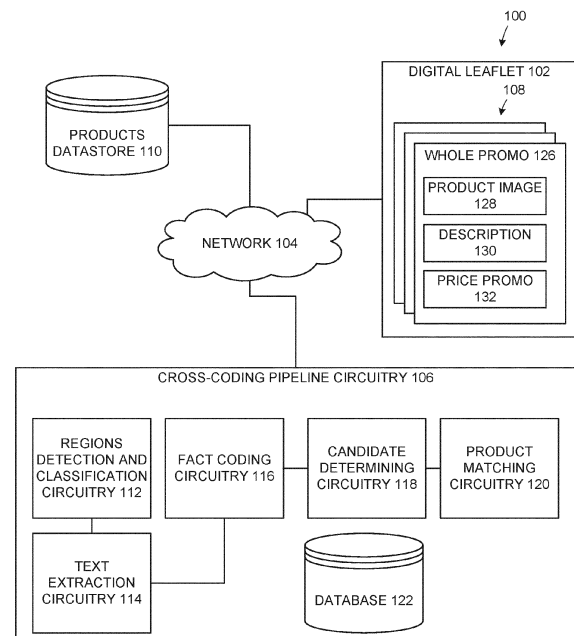 100
DIGITAL LEAFLET 102
108
WHOLE PROMO 126
PRODUCT IMAGE
128
DESCRIPTION
130
PRICE PROMO
132
PRODUCTS
DATASTORE 110
NETWORK 104
CROSS-CODING PIPELINE CIRCUITRY 106
REGIONS
DETECTION AND
CLASSIFICATION
CIRCUITRY 112
FACT CODING
CIRCUITRY 116
CANDIDATE
DETERMINING
CIRCUITRY 118
PRODUCT
MATCHING
CIRCUITRY 120
TEXT
EXTRACTION
CIRCUITRY 114
DATABASE 122